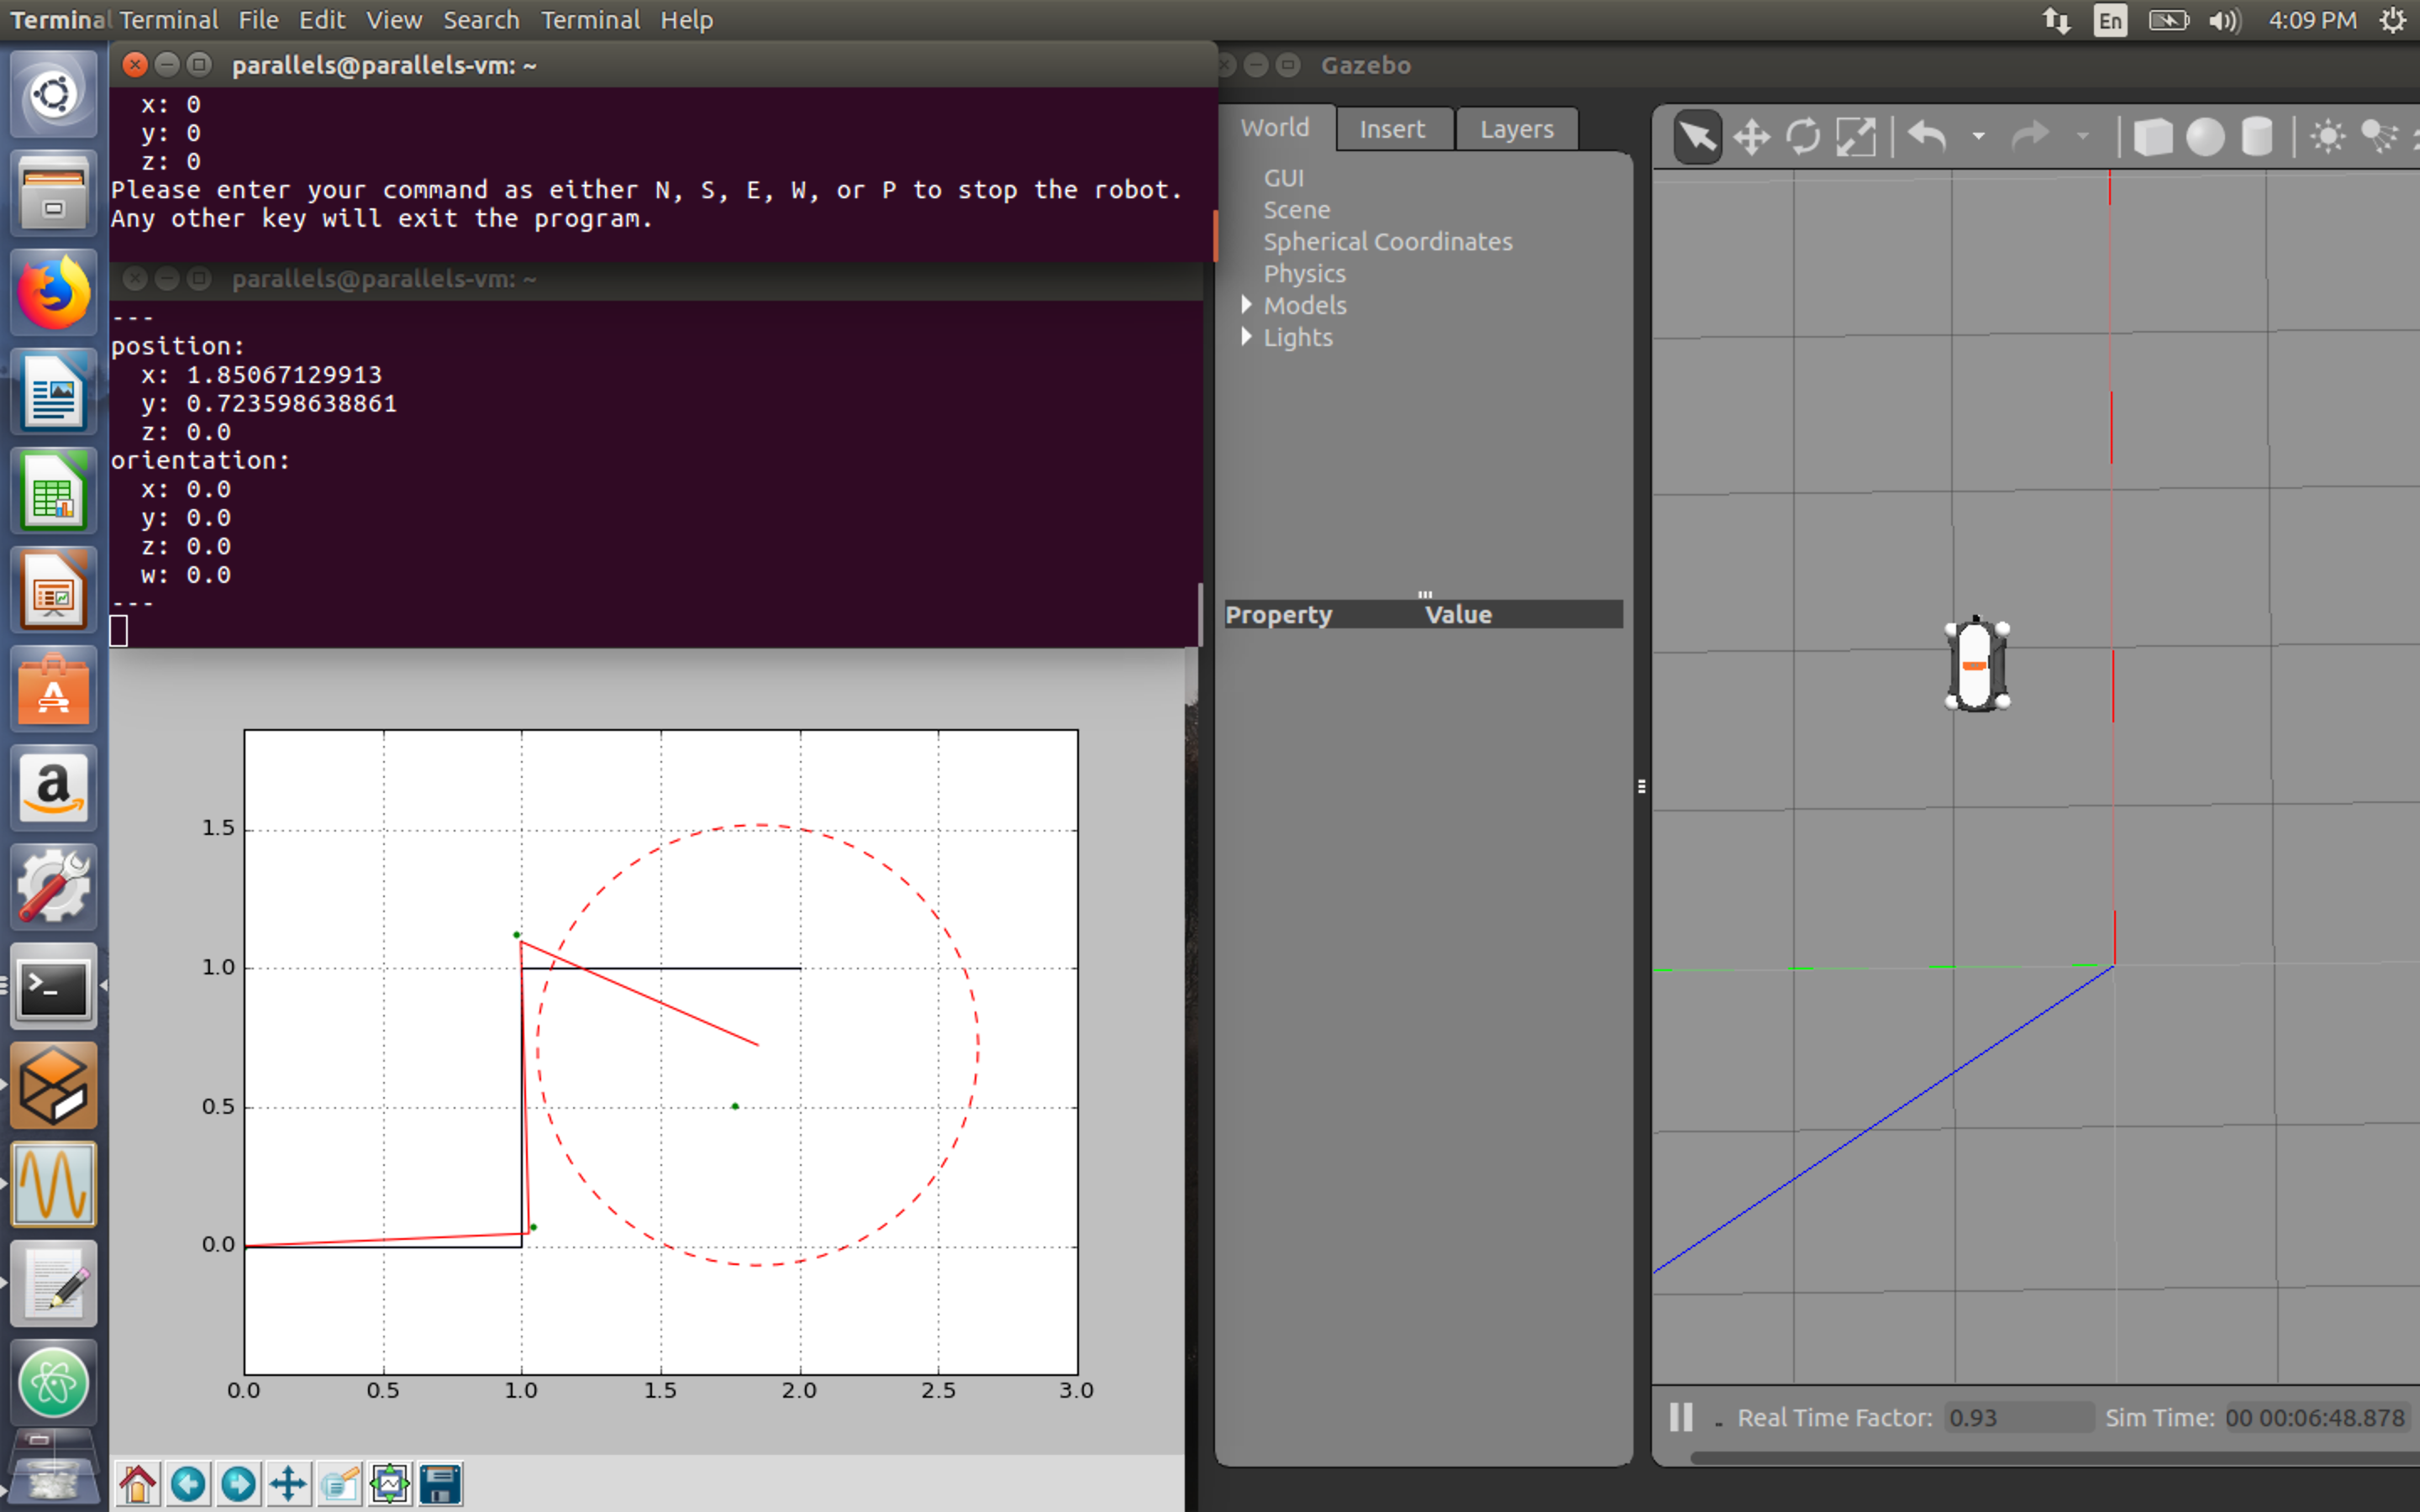 Terminal Terminal File Edit View Search Terminal Help En 4:09 PM
parallels@parallels-vm: ~
x: 0
y: 0
z: 0
Please enter your command as either N, S, E, W, or P to stop the robot.
Any other key will exit the program.
parallels@parallels-vm: ~
---
position:
x: 1.85067129913
y: 0.723598638861
z: 0.0
orientation:
x: 0.0
y: 0.0
z: 0.0
w: 0.0
---
1.5
1.0
0.5
0.0
0.0 0.5 1.0 1.5 2.0 2.5 3.0
Gazebo
World Insert Layers
GUI
Scene
Spherical Coordinates
Physics
Models
Lights
Property Value
Real Time Factor: 0.93 Sim Time: 00 00:06:48.878